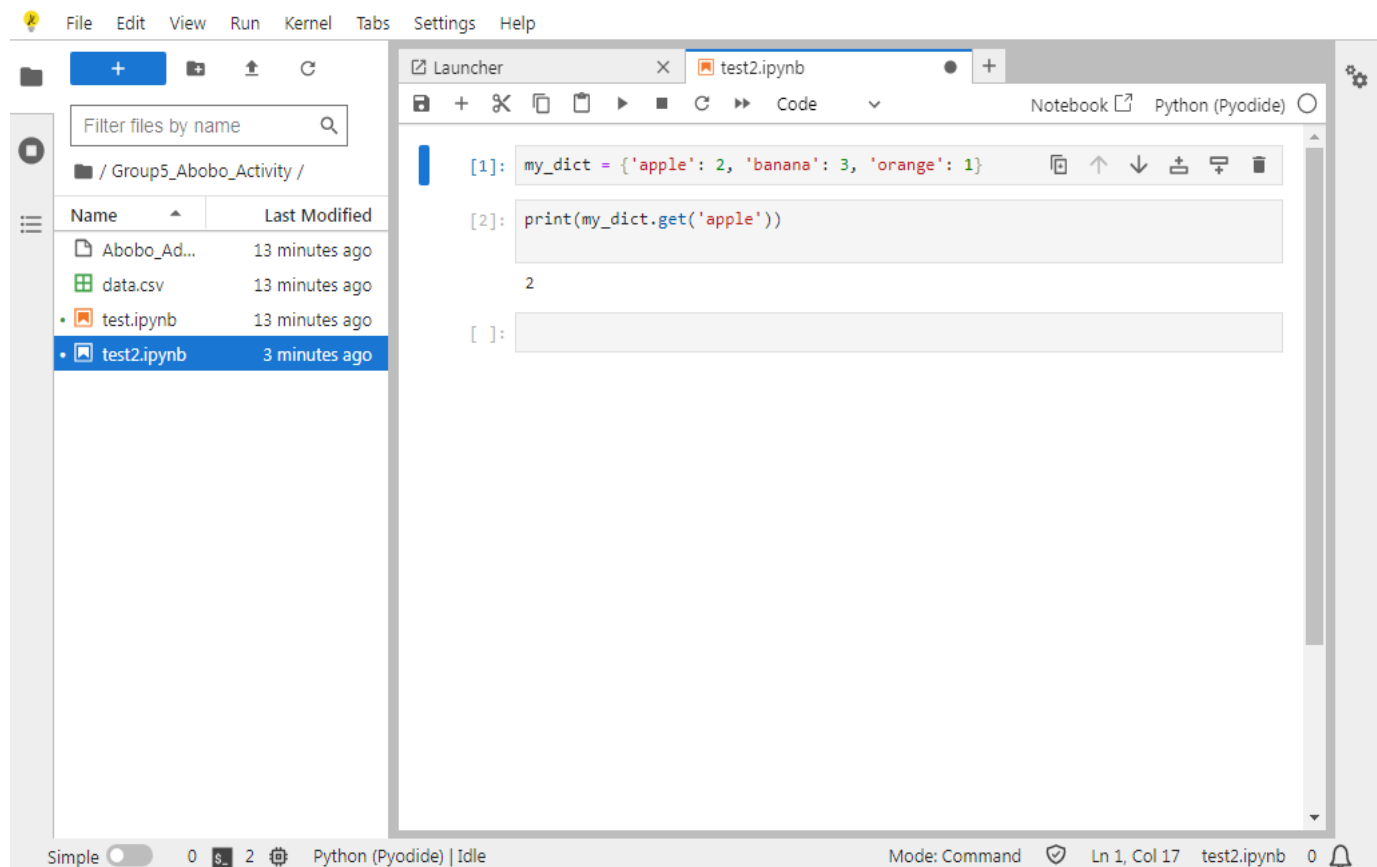 File Edit View Run Kernel Tabs Settings Help
Launcher
test2.ipynb
Code
Notebook
Python (Pyodide)
Filter files by name
/ Group5_Abobo_Activity /
Name Last Modified
Abobo_Ad... 13 minutes ago
data.csv 13 minutes ago
test.ipynb 13 minutes ago
test2.ipynb 3 minutes ago
[1]: my_dict = {'apple': 2, 'banana': 3, 'orange': 1}
[2]: print(my_dict.get('apple'))
2
[ ]:
Simple 0 $_ 2 Python (Pyodide) | Idle Mode: Command Ln 1, Col 17 test2.ipynb 0